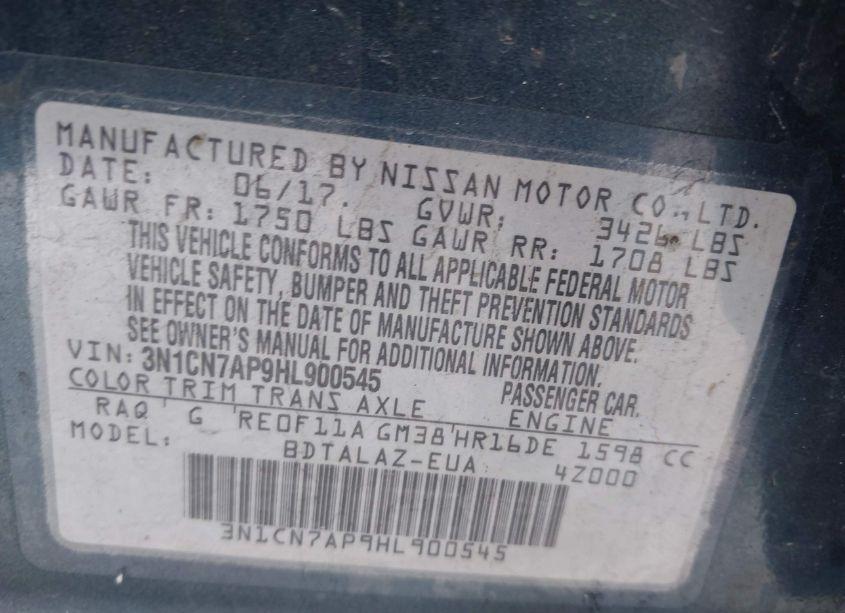 MANUFACTURED BY NISSAN MOTOR CO., LTD.
DATE: 06/17. GVWR: 3426 LBS
GAWR FR: 1750 LBS GAWR RR: 1708 LBS
THIS VEHICLE CONFORMS TO ALL APPLICABLE FEDERAL MOTOR
VEHICLE SAFETY, BUMPER AND THEFT PREVENTION STANDARDS
IN EFFECT ON THE DATE OF MANUFACTURE SHOWN ABOVE.
SEE OWNER'S MANUAL FOR ADDITIONAL INFORMATION.
VIN: 3N1CN7AP9HL900545 PASSENGER CAR.
COLOR TRIM TRANS AXLE ENGINE
RAQ G RE0F11A GM38 HR16DE 1598 CC
MODEL: BDTALAZ-EUA 4Z000
3N1CN7AP9HL900545